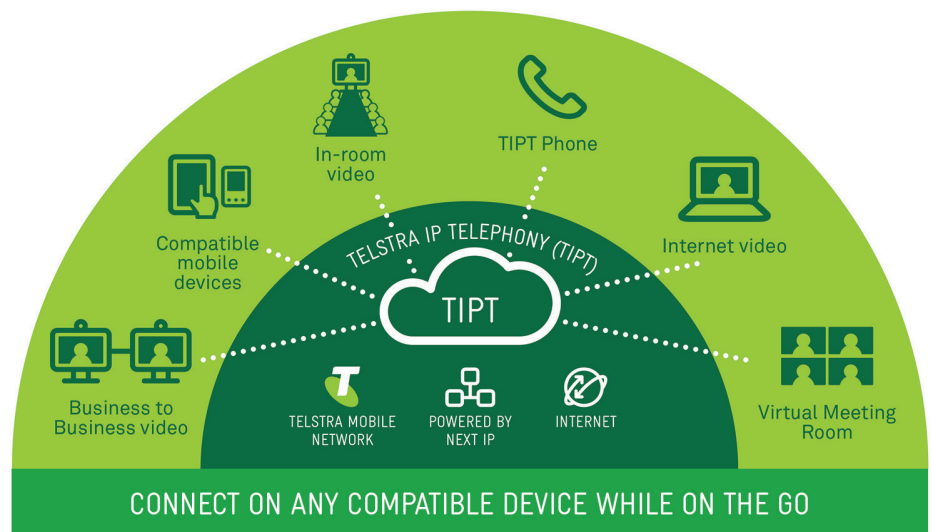 In-room
video
TIPT Phone
Compatible
mobile
devices
Internet video
Business to
Business video
Virtual Meeting
Room
TELSTRA IP TELEPHONY (TIPT)
TIPT
T
TELSTRA MOBILE
NETWORK
POWERED BY
NEXT IP
INTERNET
CONNECT ON ANY COMPATIBLE DEVICE WHILE ON THE GO